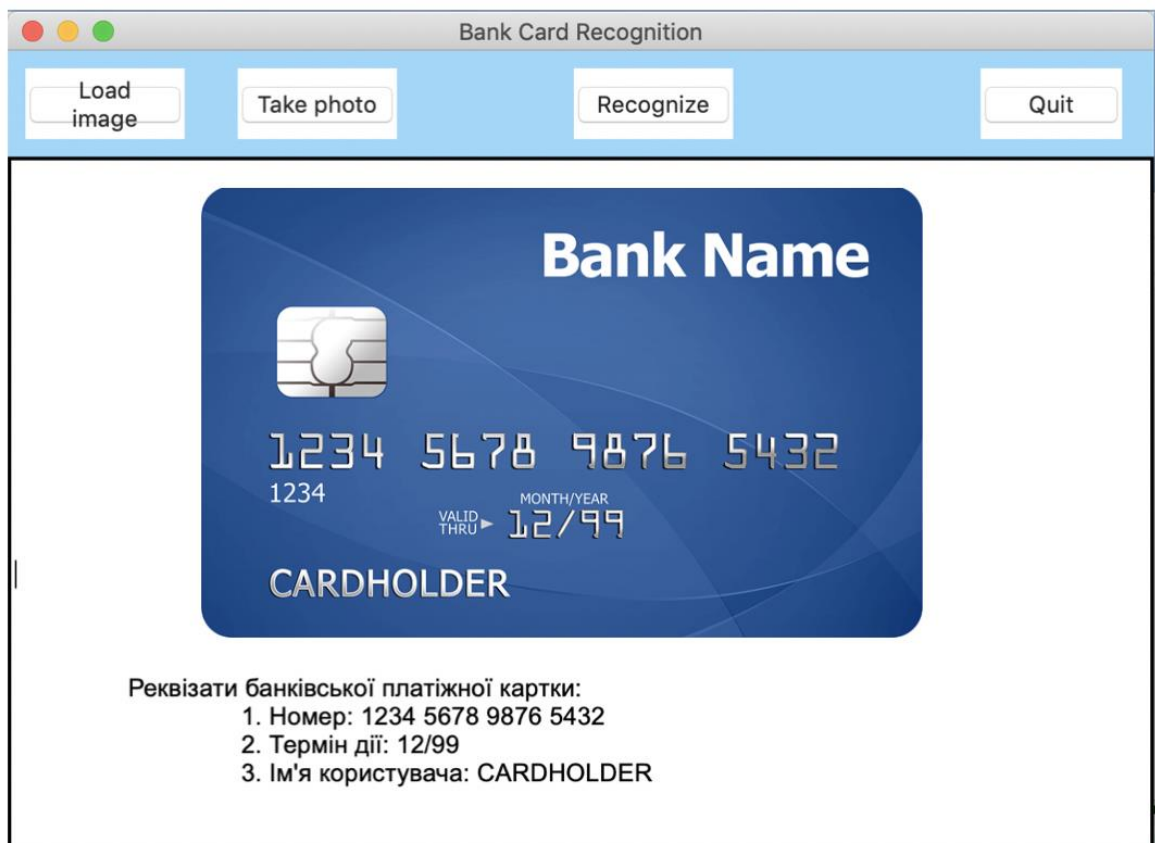 Bank Card Recognition
Load
image
Take photo
Recognize
Quit
Bank Name
1234 5678 9876 5432
1234
MONTH/YEAR
VALID
THRU
12/99
CARDHOLDER
Реквізати банківської платіжної картки:
1. Номер: 1234 5678 9876 5432
2. Термін дії: 12/99
3. Ім'я користувача: CARDHOLDER